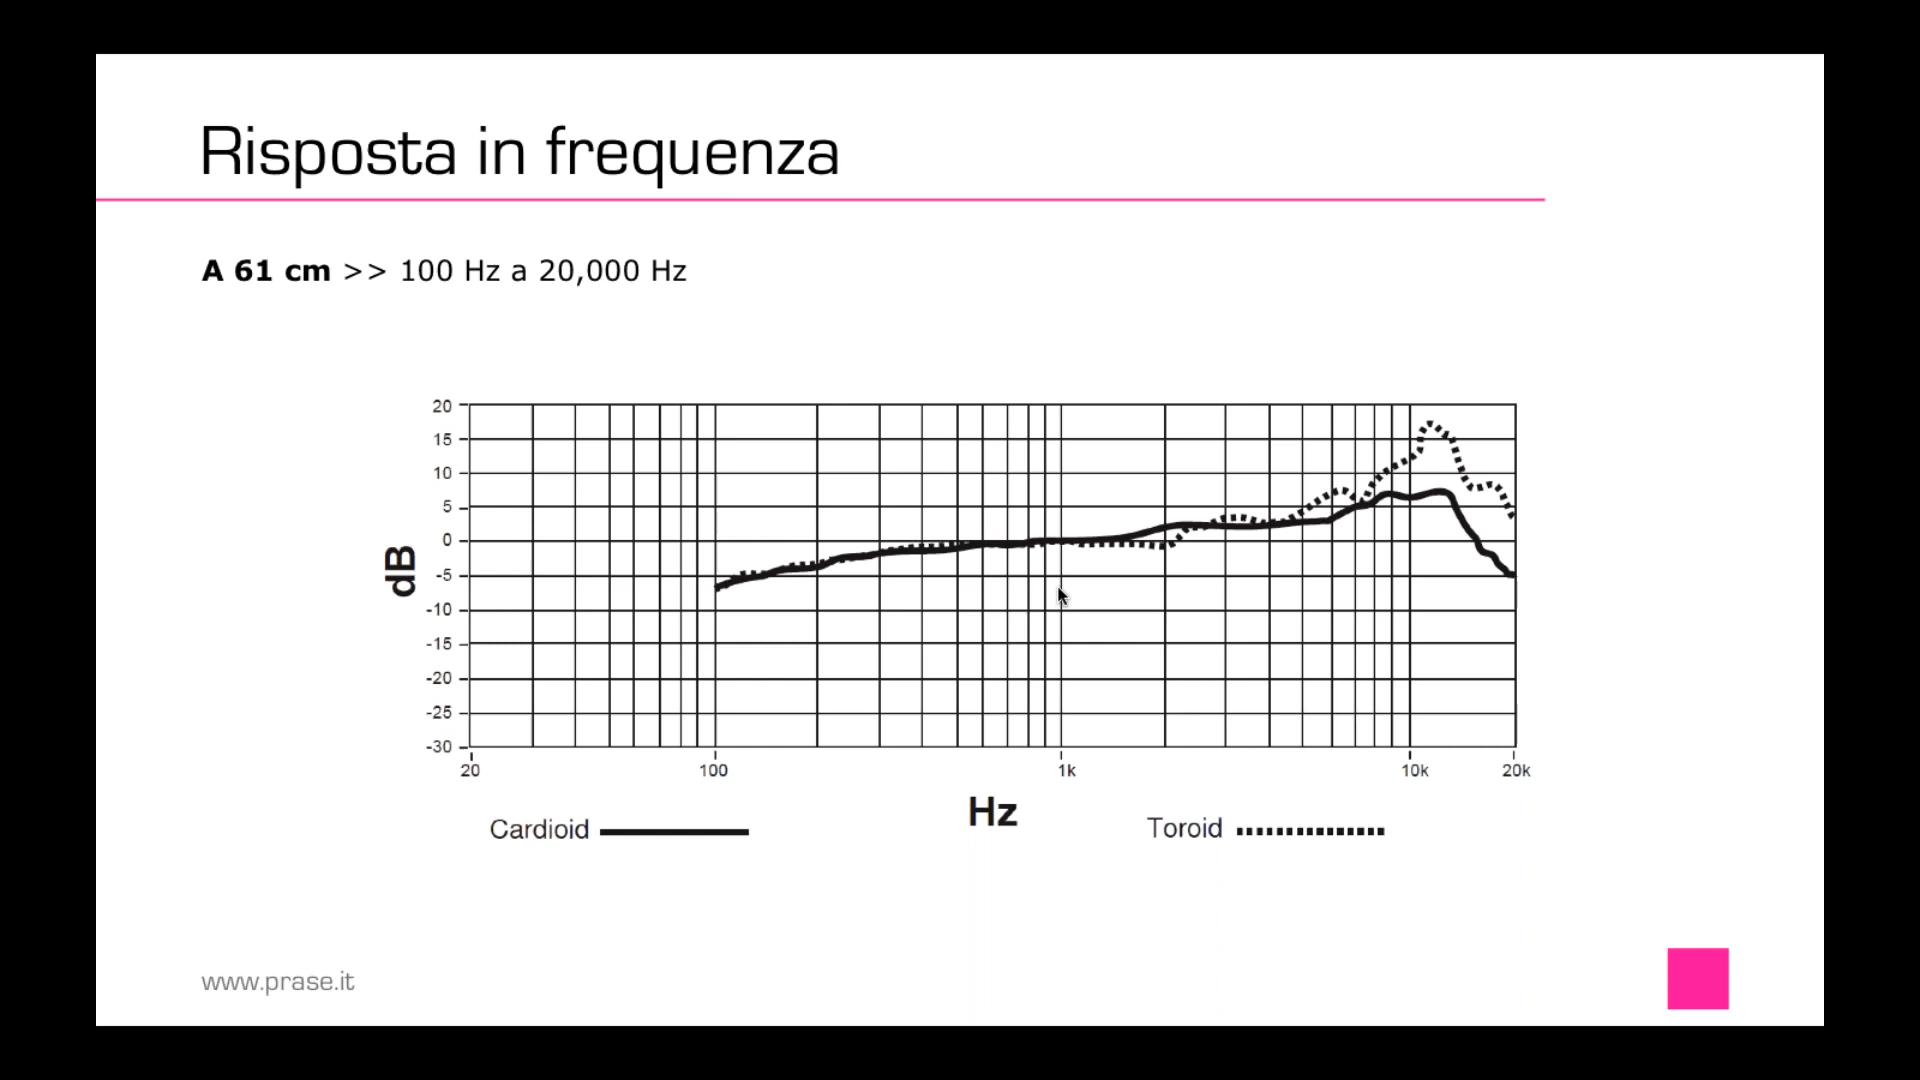 Risposta in frequenza
A 61 cm >> 100 Hz a 20,000 Hz
20
15
10
5
0
-5
-10
-15
-20
-25
-30
dB
20 100 1k 10k 20k
Hz
Cardioid Toroid
www.prase.it